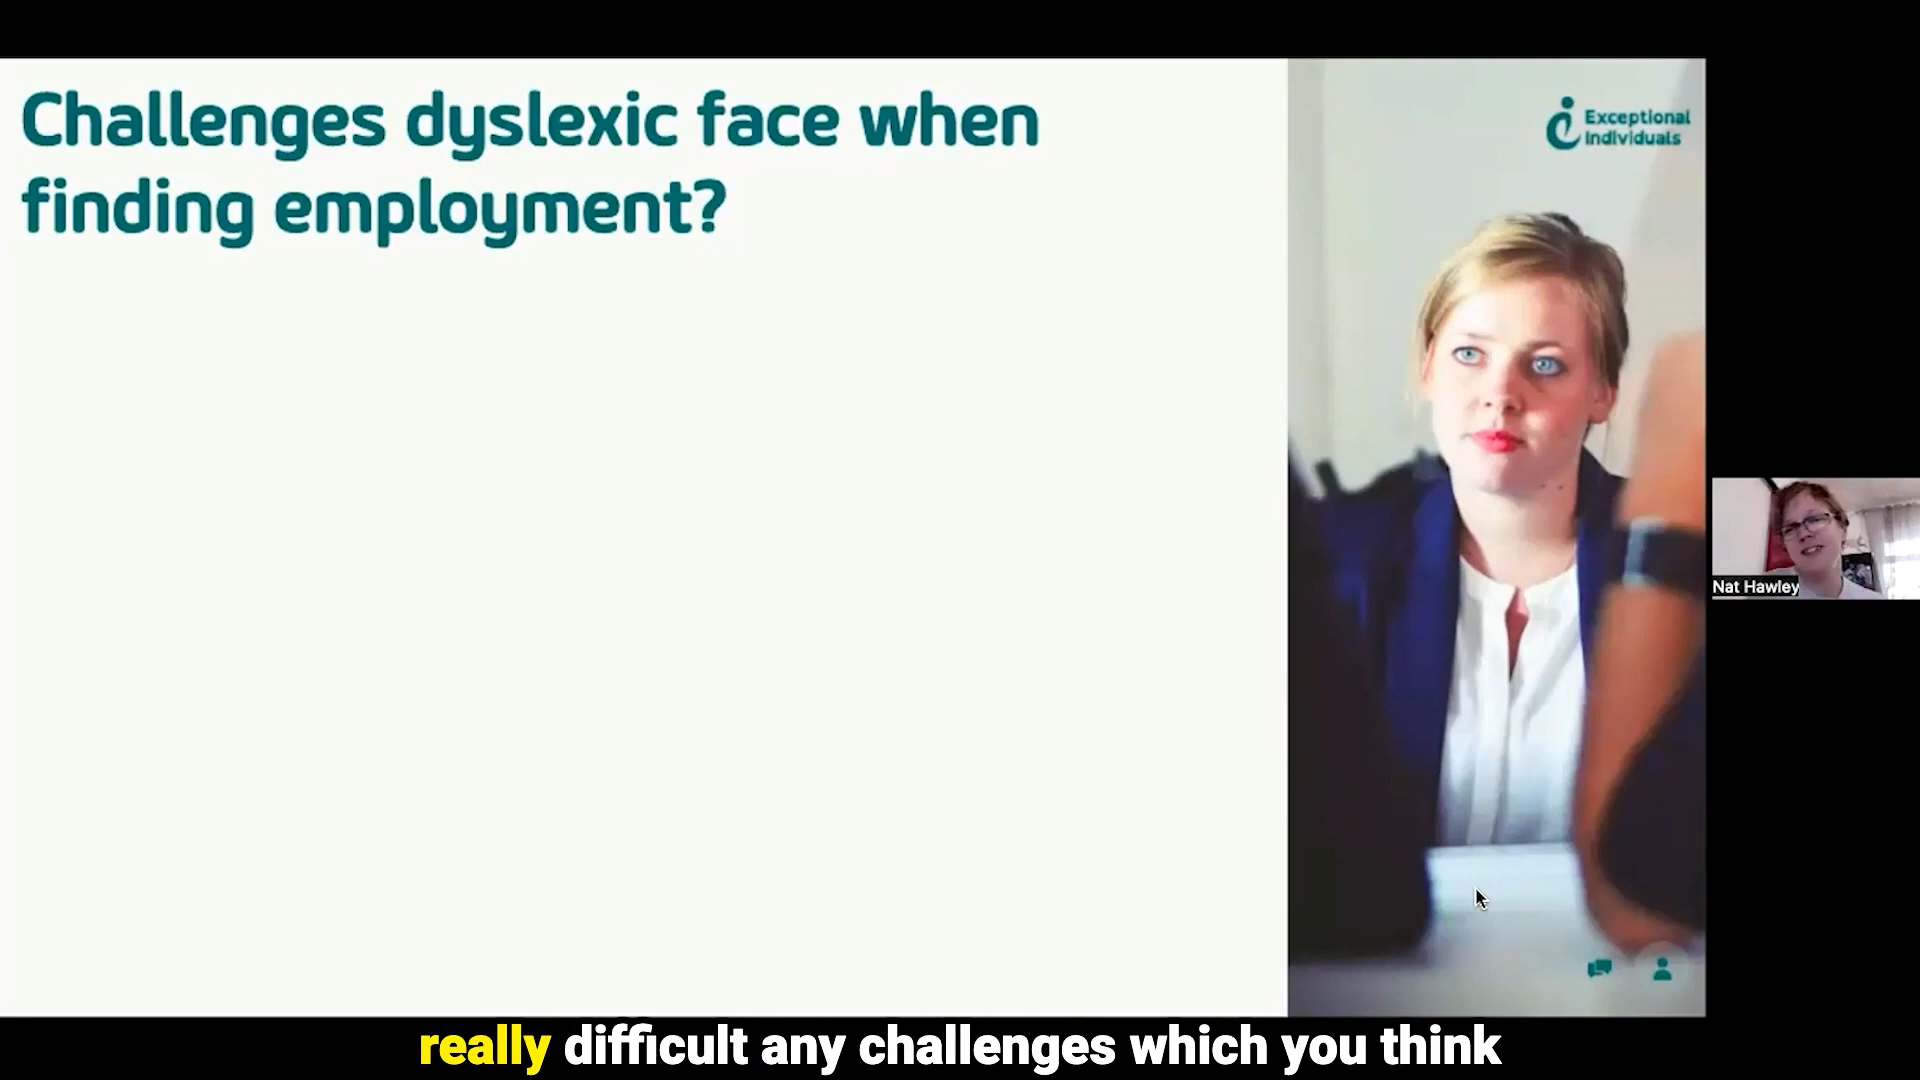 Challenges dyslexic face when
finding employment?
Exceptional
Individuals
Nat Hawley
really difficult any challenges which you think